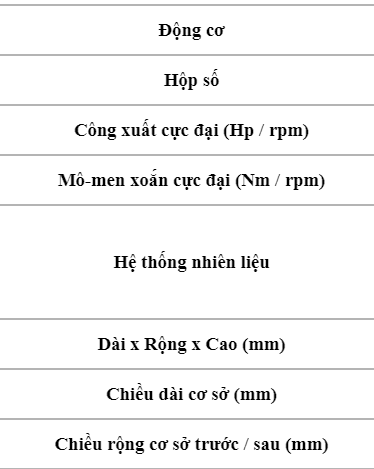 Động cơ
Hộp số
Công xuất cực đại (Hp / rpm)
Mô-men xoắn cực đại (Nm / rpm)
Hệ thống nhiên liệu
Dài x Rộng x Cao (mm)
Chiều dài cơ sở (mm)
Chiều rộng cơ sở trước / sau (mm)